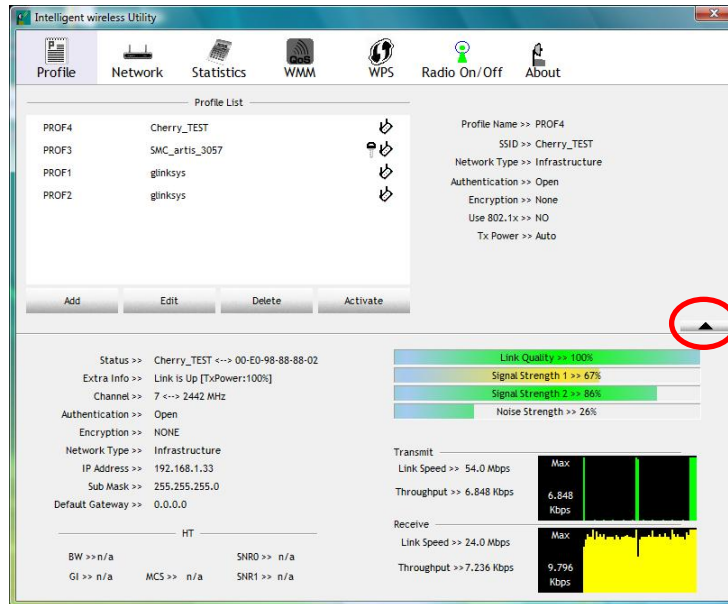 Intelligent wireless Utility
Profile Network Statistics QoS WMM WPS Radio On/Off About
Profile List
PROF4 Cherry_TEST
PROF3 SMC_artis_3057
PROF1 glinksys
PROF2 glinksys
Add Edit Delete Activate
Profile Name >> PROF4
SSID >> Cherry_TEST
Network Type >> Infrastructure
Authentication >> Open
Encryption >> None
Use 802.1x >> NO
Tx Power >> Auto
Status >> Cherry_TEST <--> 00-E0-98-88-88-02
Extra Info >> Link is Up [TxPower:100%]
Channel >> 7 <--> 2442 MHz
Authentication >> Open
Encryption >> NONE
Network Type >> Infrastructure
IP Address >> 192.168.1.33
Sub Mask >> 255.255.255.0
Default Gateway >> 0.0.0.0
HT
BW >> n/a SNR0 >> n/a
GI >> n/a MCS >> n/a SNR1 >> n/a
Link Quality >> 100%
Signal Strength 1 >> 67%
Signal Strength 2 >> 86%
Noise Strength >> 26%
Transmit
Link Speed >> 54.0 Mbps
Throughput >> 6.848 Kbps
Max
6.848
Kbps
Receive
Link Speed >> 24.0 Mbps
Throughput >> 7.236 Kbps
Max
9.796
Kbps